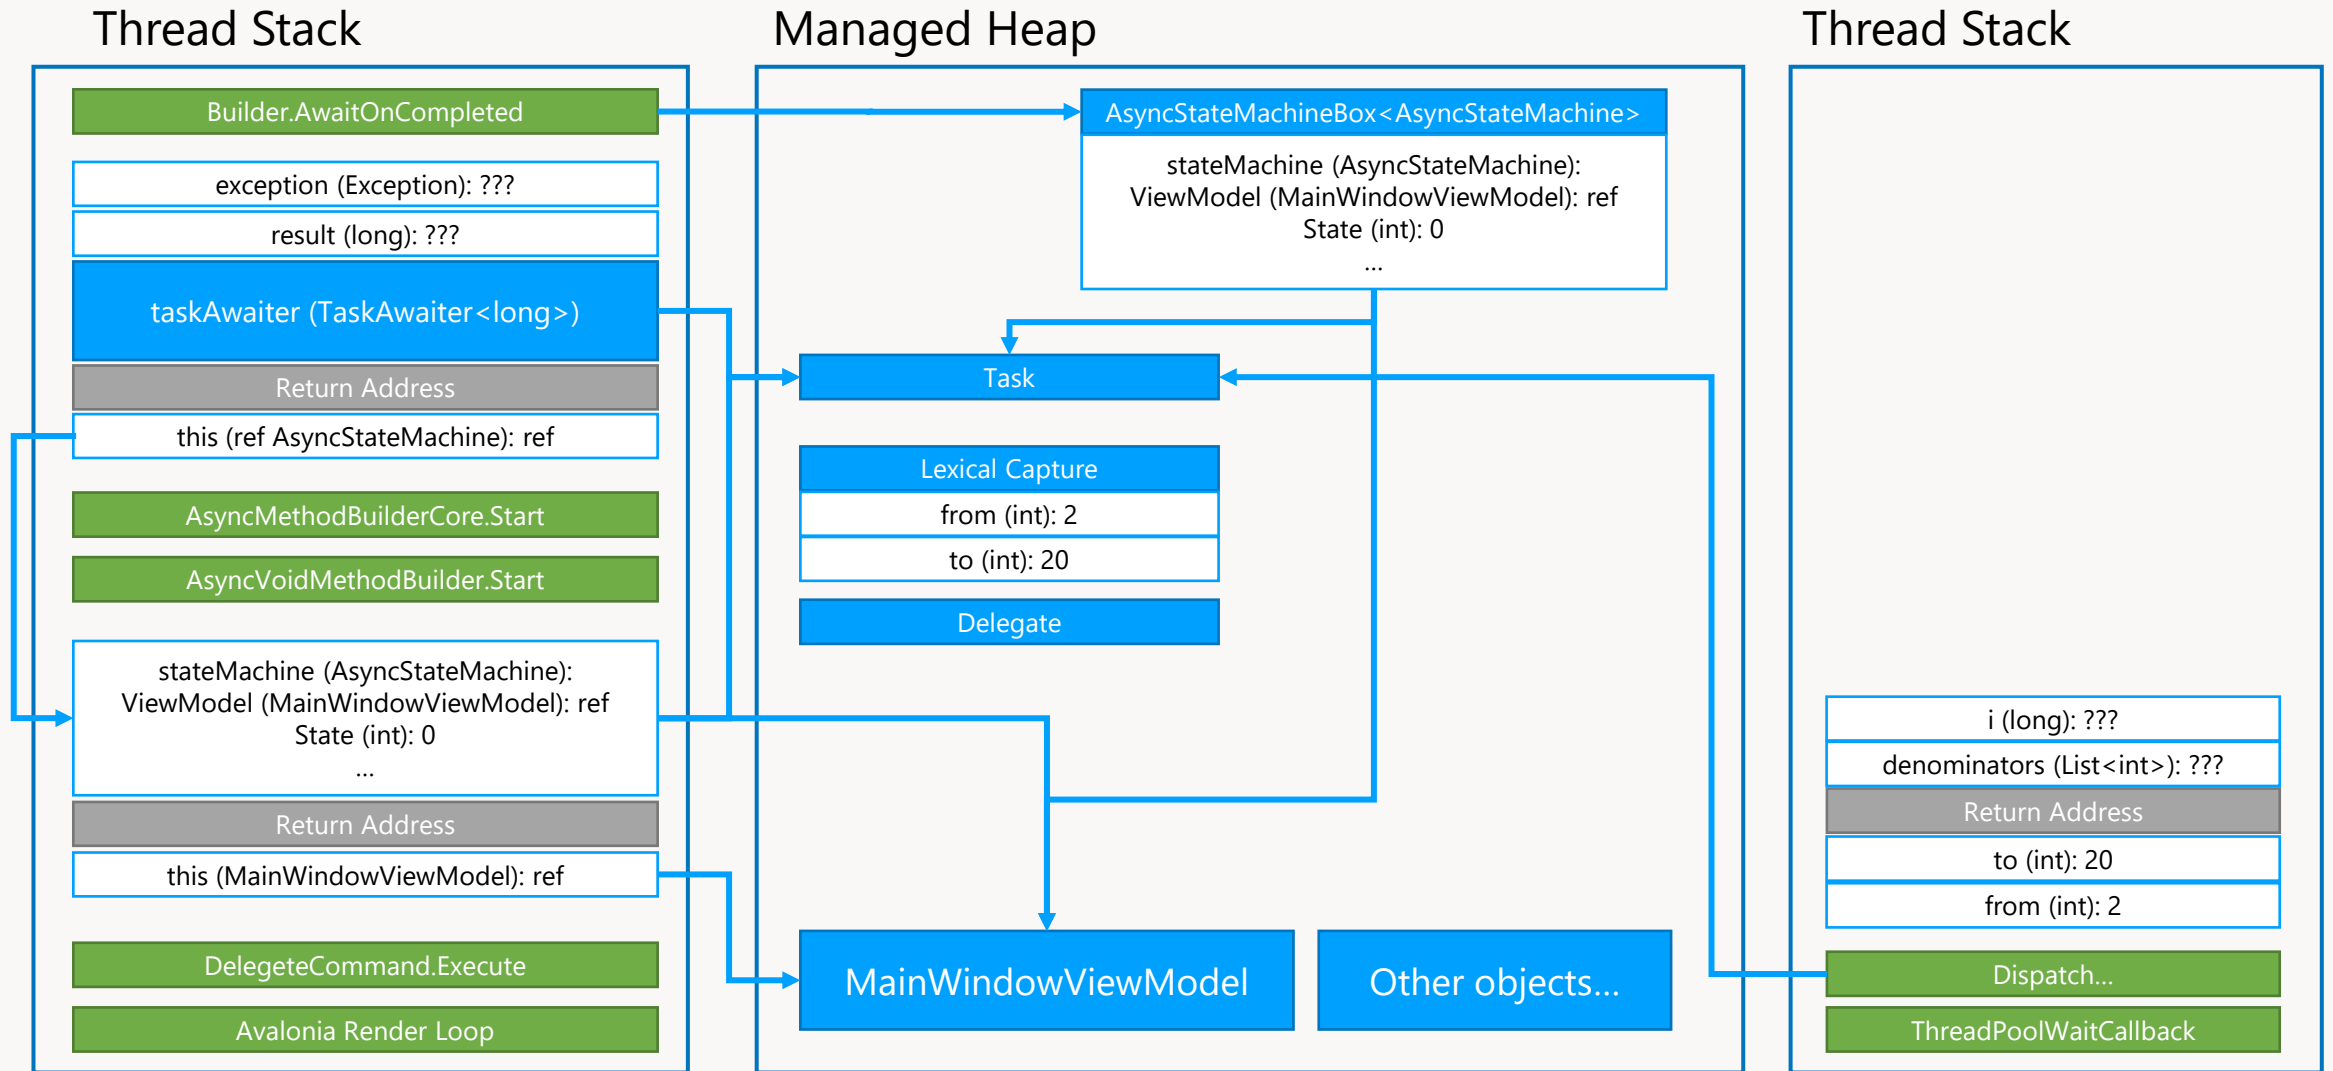 Thread Stack
Builder.AwaitOnCompleted
exception (Exception): ???
result (long): ???
taskAwaiter (TaskAwaiter<long>)
Return Address
this (ref AsyncStateMachine): ref
AsyncMethodBuilderCore.Start
AsyncVoidMethodBuilder.Start
stateMachine (AsyncStateMachine):
ViewModel (MainWindowViewModel): ref
State (int): 0
...
Return Address
this (MainWindowViewModel): ref
DelegeteCommand.Execute
Avalonia Render Loop
Managed Heap
AsyncStateMachineBox<AsyncStateMachine>
stateMachine (AsyncStateMachine):
ViewModel (MainWindowViewModel): ref
State (int): 0
...
Task
Lexical Capture
from (int): 2
to (int): 20
Delegate
MainWindowViewModel
Other objects...
Thread Stack
i (long): ???
denominators (List<int>): ???
Return Address
to (int): 20
from (int): 2
Dispatch...
ThreadPoolWaitCallback